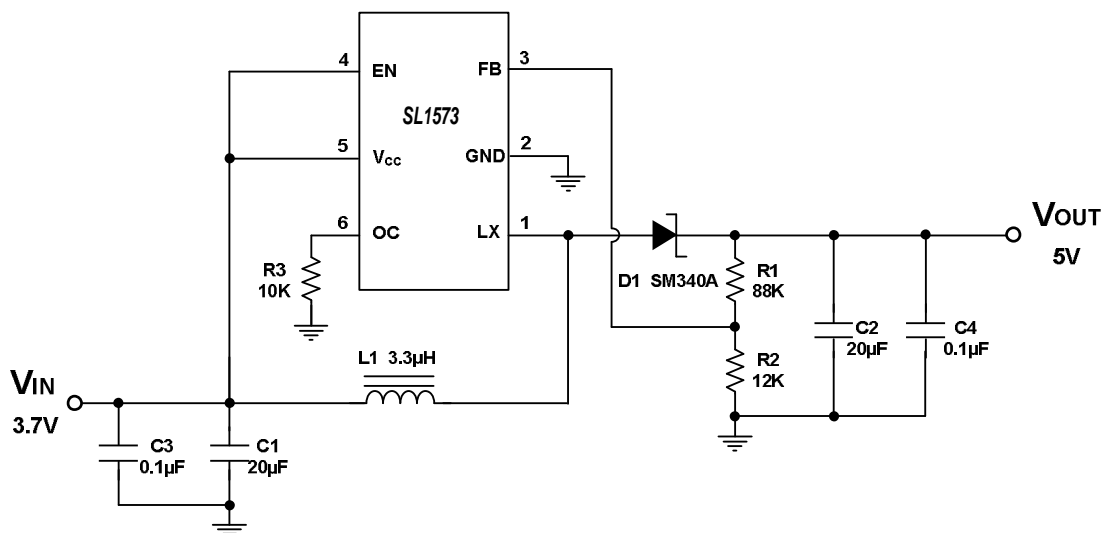 4
EN
FB
3
SL1573
5
VCC
GND
2
6
OC
LX
1
R3
10K
D1 SM340A
R1
88K
VOUT
5V
L1 3.3µH
R2
12K
C2
20µF
C4
0.1µF
VIN
3.7V
C3
0.1µF
C1
20µF